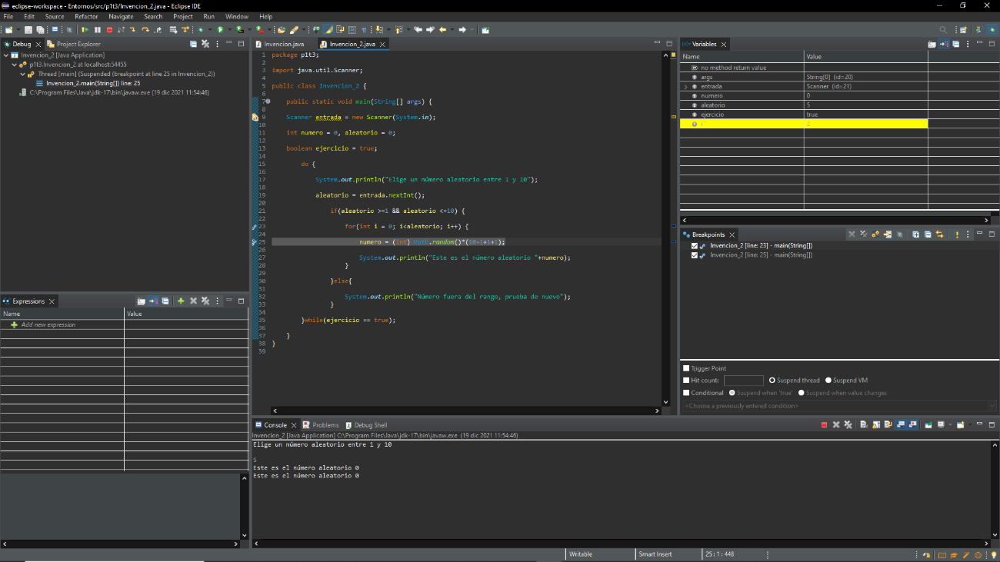 eclipse-workspace - Entornos/src/p1t3/Invencion_2.java - Eclipse IDE
File Edit Source Refactor Navigate Search Project Run Window Help
Debug Project Explorer
Invencion_2 [Java Application]
p1t3.Invencion_2 at localhost:54455
Thread [main] (Suspended (breakpoint at line 25 in Invencion_2))
Invencion_2.main(String[]) line: 25
C:\Program Files\Java\jdk-17\bin\javaw.exe (19 dic 2021 11:54:46)
Expressions
Name Value
Add new expression
Invencion.java Invencion_2.java
1 package p1t3;
2
3 import java.util.Scanner;
4
5 public class Invencion_2 {
6
7 public static void main(String[] args) {
8
9 Scanner entrada = new Scanner(System.in);
10
11 int numero = 0, aleatorio = 0;
12
13 boolean ejercicio = true;
14
15 do {
16
17 System.out.println("Elige un número aleatorio entre 1 y 10");
18
19 aleatorio = entrada.nextInt();
20
21 if(aleatorio >=1 && aleatorio <=10) {
22
23 for(int i = 0; i<aleatorio; i++) {
24
25 numero = (int) Math.random()*(10-1+1+1);
26
27 System.out.println("Este es el número aleatorio "+numero);
28 }
29
30 }else{
31
32 System.out.println("Número fuera del rango, prueba de nuevo");
33 }
34
35 }while(ejercicio == true);
36
37 }
38 }
39
Variables
Name Value
no method return value
args String[0] (id=20)
entrada Scanner (id=21)
numero 0
aleatorio 5
ejercicio true
i 2
Breakpoints
Invencion_2 [line: 23] - main(String[])
Invencion_2 [line: 25] - main(String[])
Trigger Point
Hit count: Suspend thread Suspend VM
Conditional Suspend when 'true' Suspend when value changes
<Choose a previously entered condition>
Console Problems Debug Shell
Invencion_2 [Java Application] C:\Program Files\Java\jdk-17\bin\javaw.exe (19 dic 2021 11:54:46)
Elige un número aleatorio entre 1 y 10
5
Este es el número aleatorio 0
Este es el número aleatorio 0
Writable Smart Insert 25 : 1 : 448